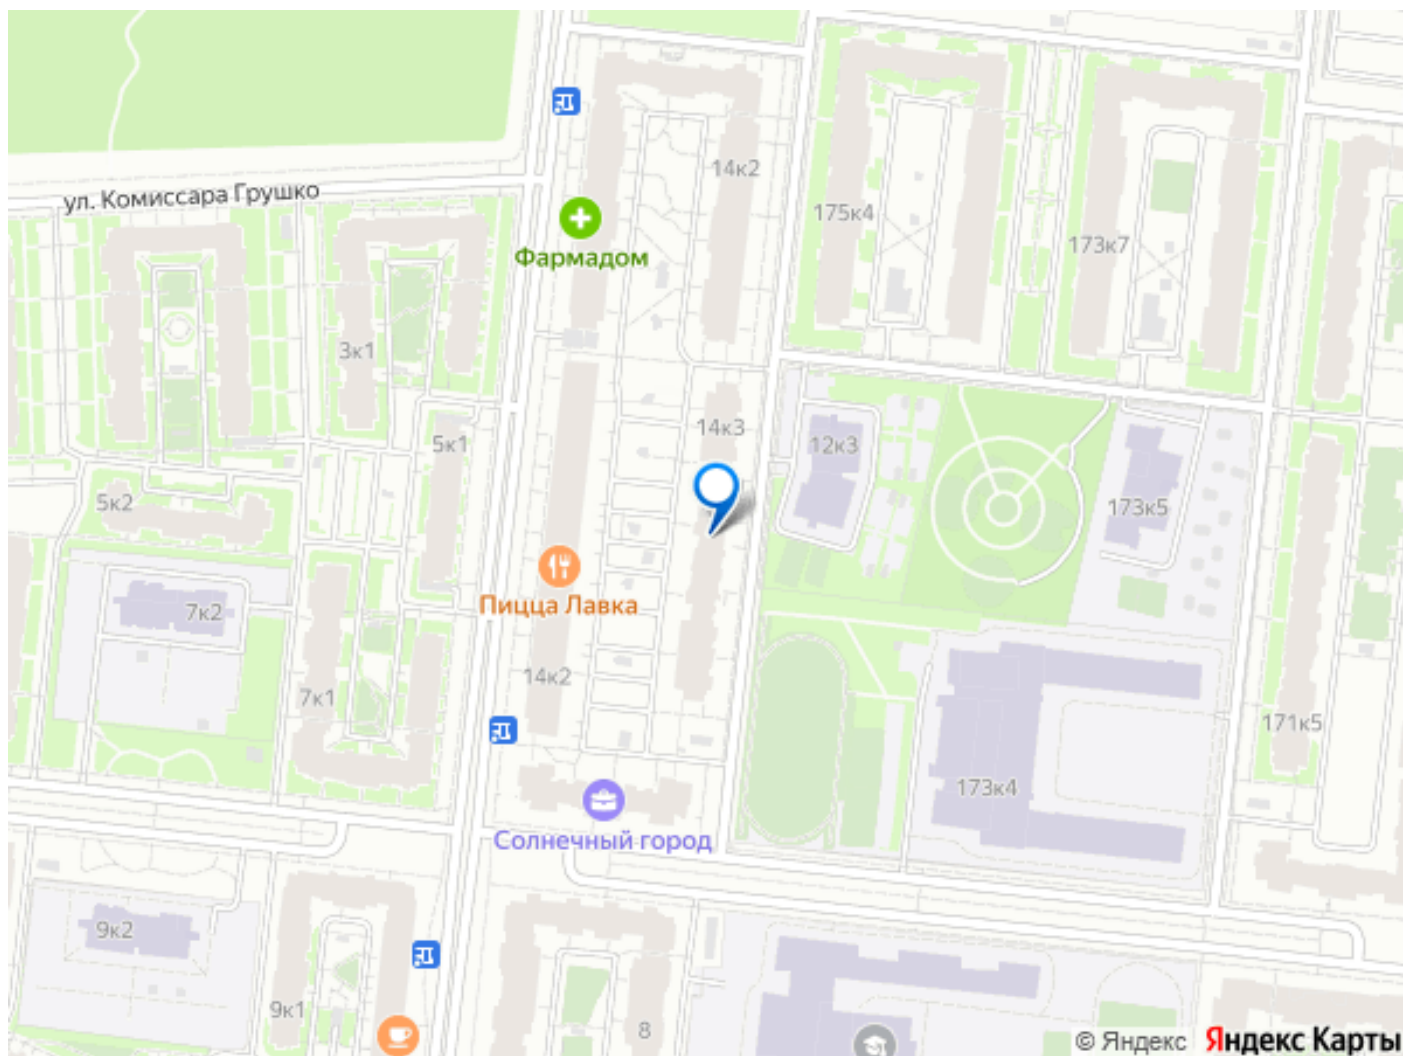 14к2
ул. Комиссара Грушко
175к4
Фармадом
173к7
3к1
14к3
5к1
12к3
5к2
173к5
Пицца Лавка
7к2
14к2
7к1
171к5
173к4
Солнечный город
9к2
9к1
8
© Яндекс Яндекс Карты